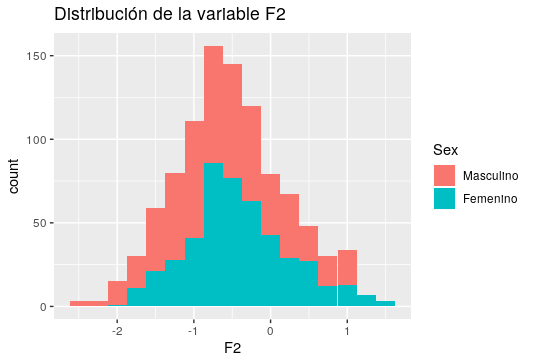 Distribución de la variable F2
count
150
100
50
0
-2
-1
0
1
F2
Sex
Masculino
Femenino